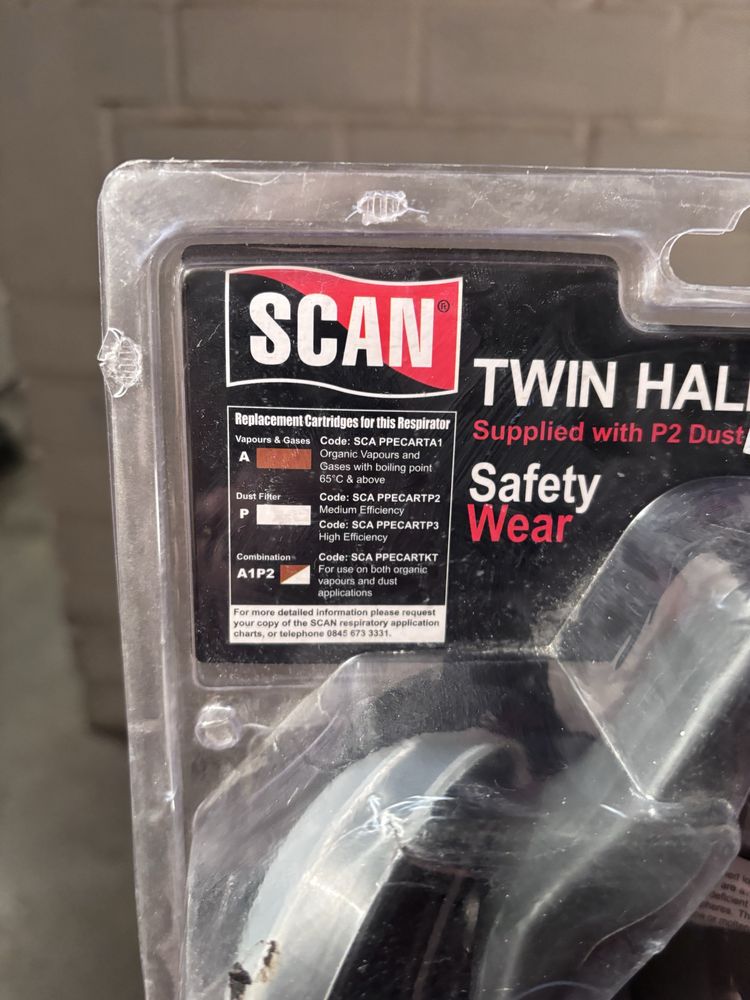 SCAN®
TWIN HAL
Supplied with P2 Dust
Safety
Wear
Replacement Cartridges for this Respirator
Vapours & Gases
A
Code: SCA PPECARTA1
Organic Vapours and
Gases with boiling point
65°C & above
Dust Filter
P
Code: SCA PPECARTP2
Medium Efficiency
Code: SCA PPECARTP3
High Efficiency
Combination
A1P2
Code: SCA PPECARTKT
For use on both organic
vapours and dust
applications
For more detailed information please request
your copy of the SCAN respiratory application
charts, or telephone 0845 673 3331.
are
deficient